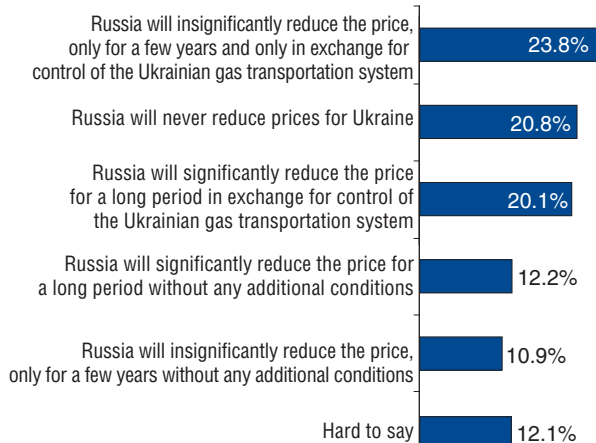 Russia will insignificantly reduce the price,
only for a few years and only in exchange for
control of the Ukrainian gas transportation system
23.8%
Russia will never reduce prices for Ukraine
20.8%
Russia will significantly reduce the price
for a long period in exchange for control of
the Ukrainian gas transportation system
20.1%
Russia will significantly reduce the price for
a long period without any additional conditions
12.2%
Russia will insignificantly reduce the price,
only for a few years without any additional conditions
10.9%
Hard to say
12.1%